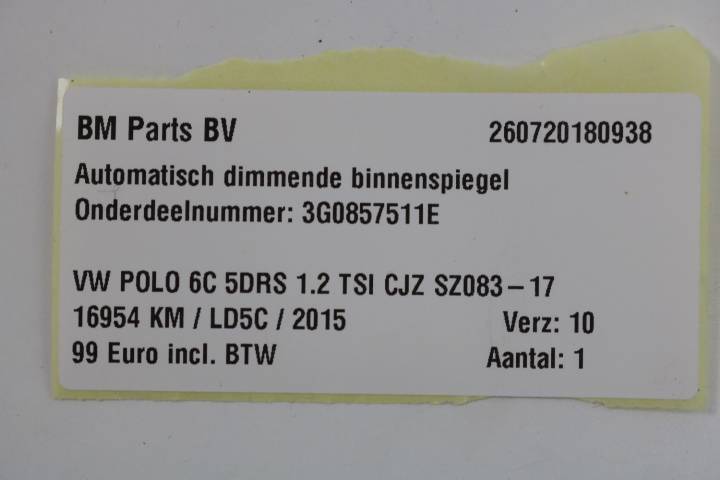 BM Parts BV 260720180938
Automatisch dimmende binnenspiegel
Onderdeelnummer: 3G0857511E
VW POLO 6C 5DRS 1.2 TSI CJZ SZ083-17
16954 KM / LD5C / 2015 Verz: 10
99 Euro incl. BTW Aantal: 1